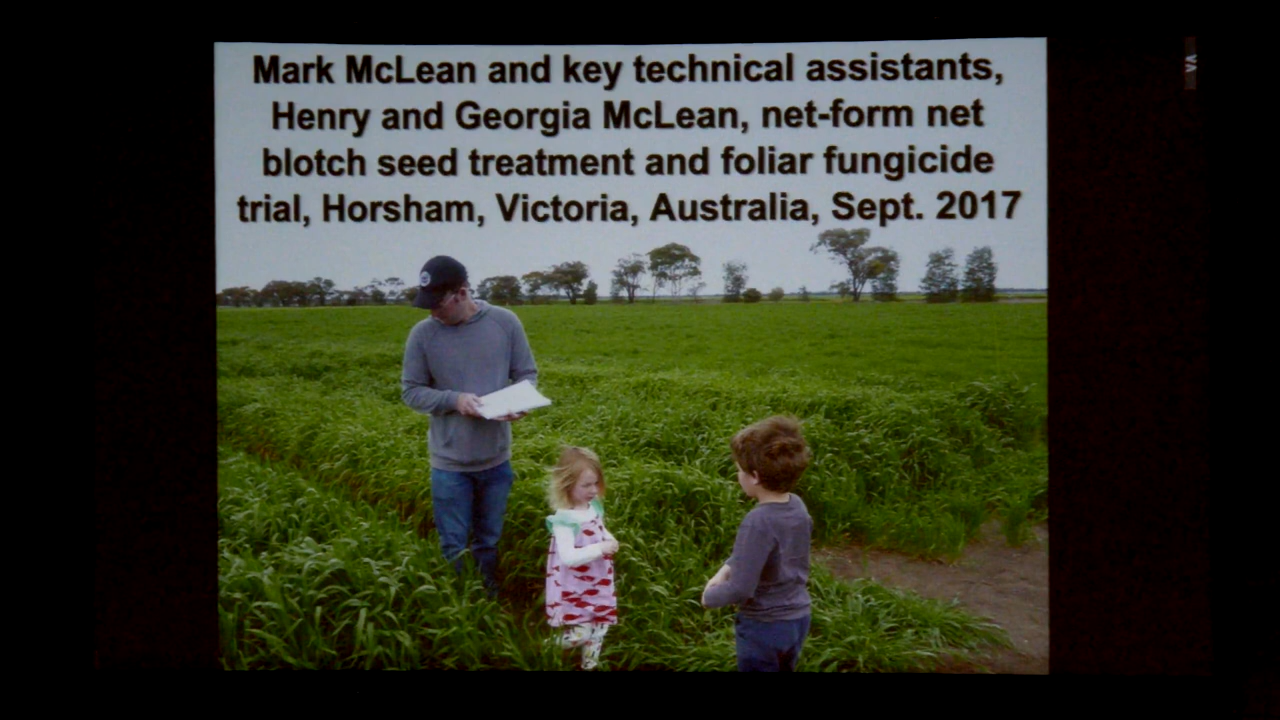 Mark McLean and key technical assistants,
Henry and Georgia McLean, net-form net
blotch seed treatment and foliar fungicide
trial, Horsham, Victoria, Australia, Sept. 2017